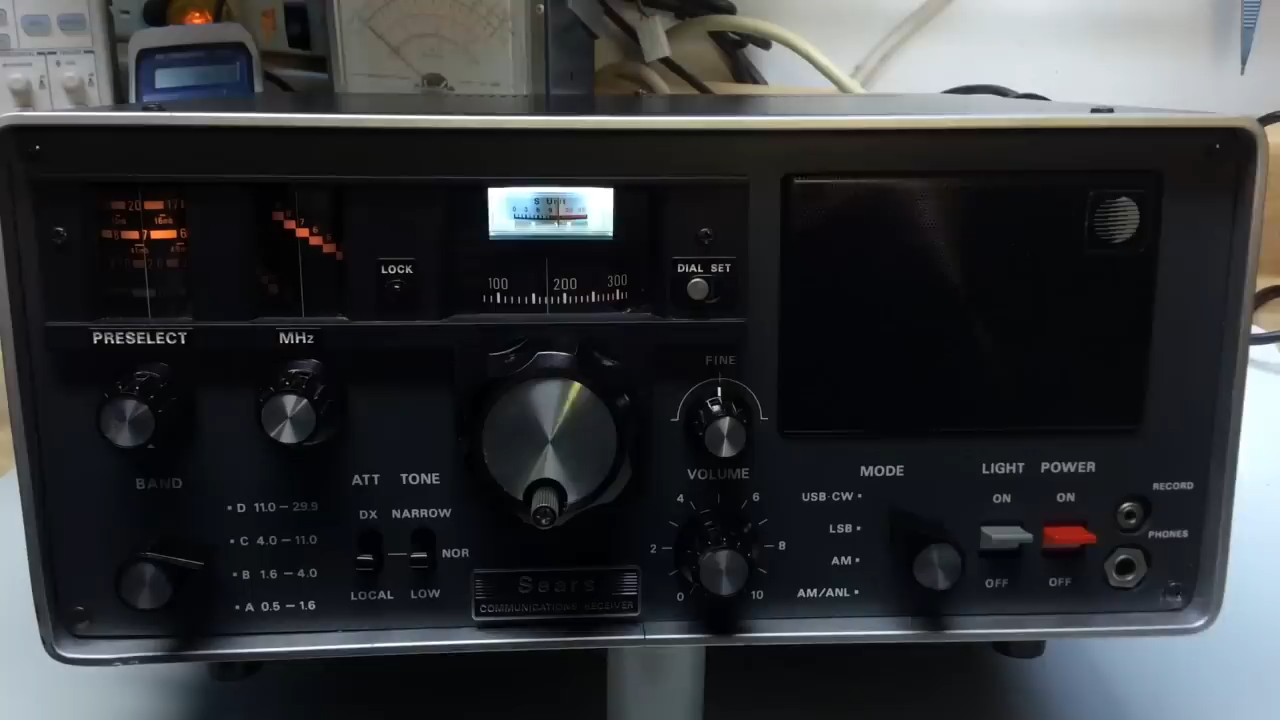 S Unit
LOCK
DIAL SET
100 200 300
PRESELECT
MHz
FINE
BAND
D 11.0 – 29.9
C 4.0 – 11.0
B 1.6 – 4.0
A 0.5 – 1.6
ATT TONE
DX NARROW
NOR
LOCAL LOW
Sears
COMMUNICATIONS RECEIVER
VOLUME
4 6
2 8
0 10
MODE
USB·CW
LSB
AM
AM/ANL
LIGHT POWER
ON ON
OFF OFF
RECORD
PHONES